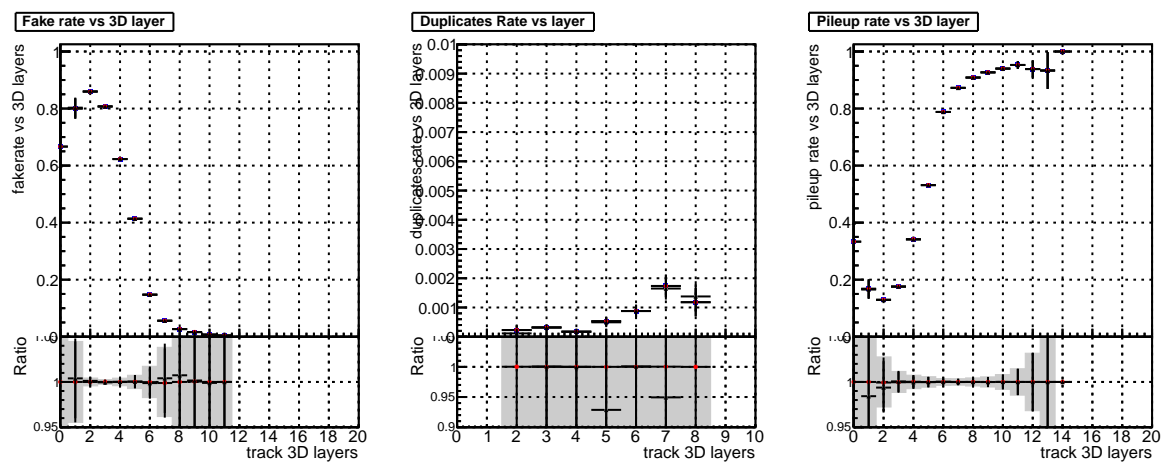 Fake rate vs 3D layer
fakerate vs 3D layers
1
0.8
0.6
0.4
0.2
0
Ratio
1
0.95
0 2 4 6 8 10 12 14 16 18 20
track 3D layers
Duplicates Rate vs layer
duplicates rate vs 3D layers
0.01
0.009
0.008
0.007
0.006
0.005
0.004
0.003
0.002
0.001
0
Ratio
1
0.95
0.9
0 1 2 3 4 5 6 7 8 9 10
track 3D layers
Pileup rate vs 3D layer
pileup rate vs 3D layers
1
0.8
0.6
0.4
0.2
0
Ratio
1
0.95
0 2 4 6 8 10 12 14 16 18 20
track 3D layers